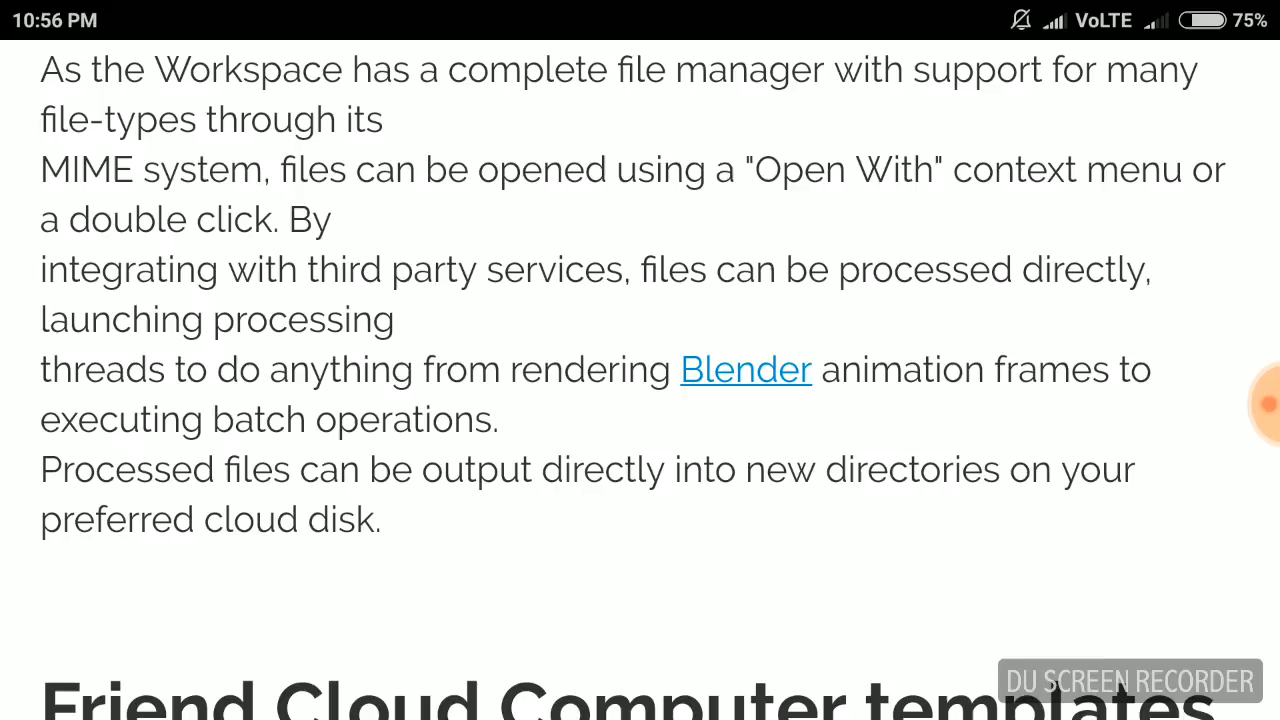 10:56 PM VoLTE 75%
As the Workspace has a complete file manager with support for many
file-types through its
MIME system, files can be opened using a "Open With" context menu or
a double click. By
integrating with third party services, files can be processed directly,
launching processing
threads to do anything from rendering Blender animation frames to
executing batch operations.
Processed files can be output directly into new directories on your
preferred cloud disk.
Friend Cloud Computer templates
DU SCREEN RECORDER